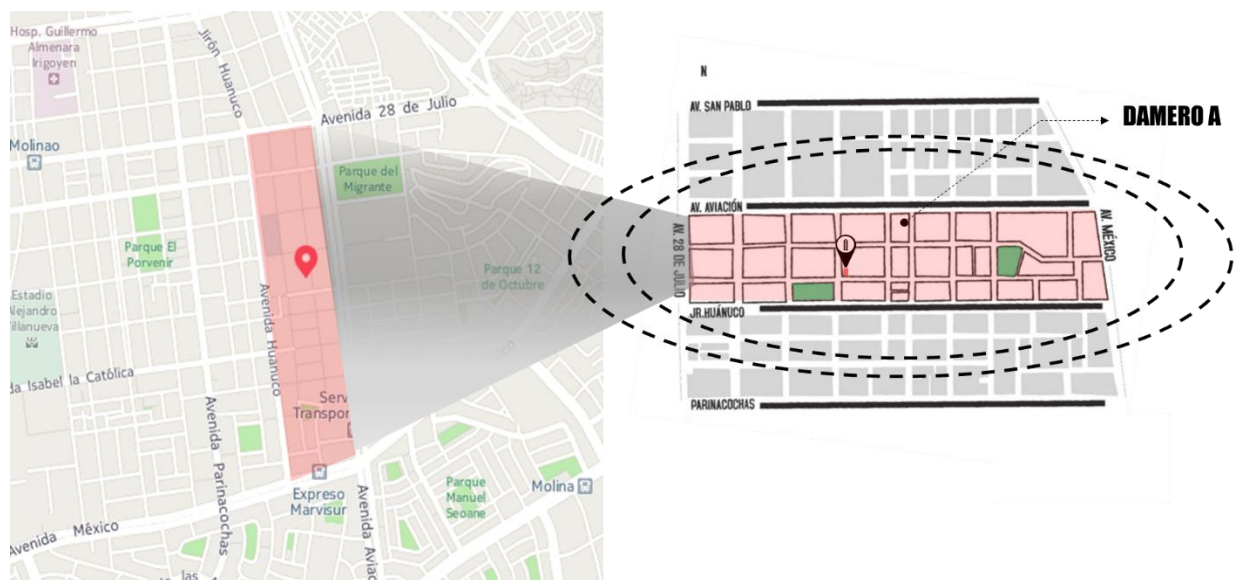 Hosp. Guillermo
Almenara
Irigoyen
Jirón Huanuco
Avenida 28 de Julio
Molinao
Parque del
Migrante
Parque El
Porvenir
Parque 12
de Octubre
Estadio
Alejandro
Villanueva
Avenida Huanuco
da Isabel la Católica
Serv
Transpor
Avenida Parinacochas
Expreso
Marvisur
Parque
Manuel
Seoane
Molina
Avenida México
Avenida Avia
las
N
AV. SAN PABLO
DAMERO A
AV. AVIACIÓN
AV. 28 DE JULIO
AV. MÉXICO
JR.HUÁNUCO
PARINACOCHAS